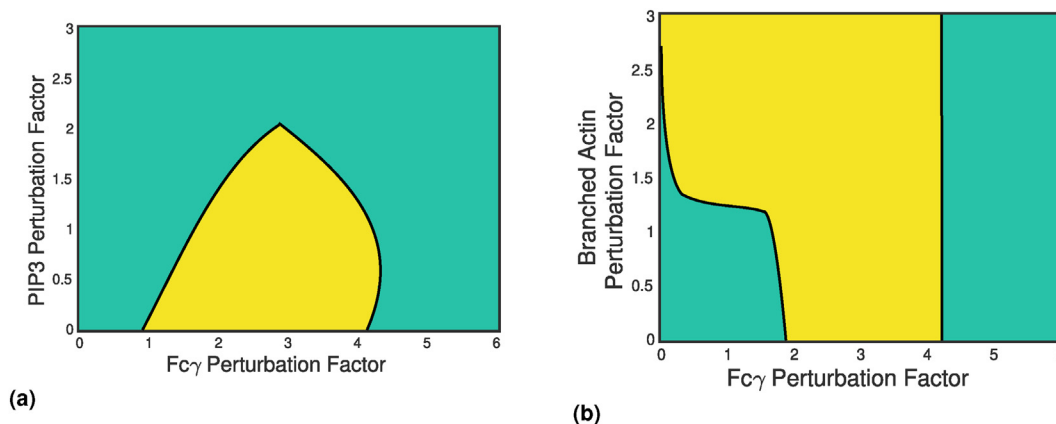 3
2.5
2
1.5
1
0.5
0
PIP3 Perturbation Factor
0 1 2 3 4 5 6
Fcγ Perturbation Factor
(a)
3
2.5
2
1.5
1
0.5
0
Branched Actin
Perturbation Factor
0 1 2 3 4 5
Fcγ Perturbation Factor
(b)